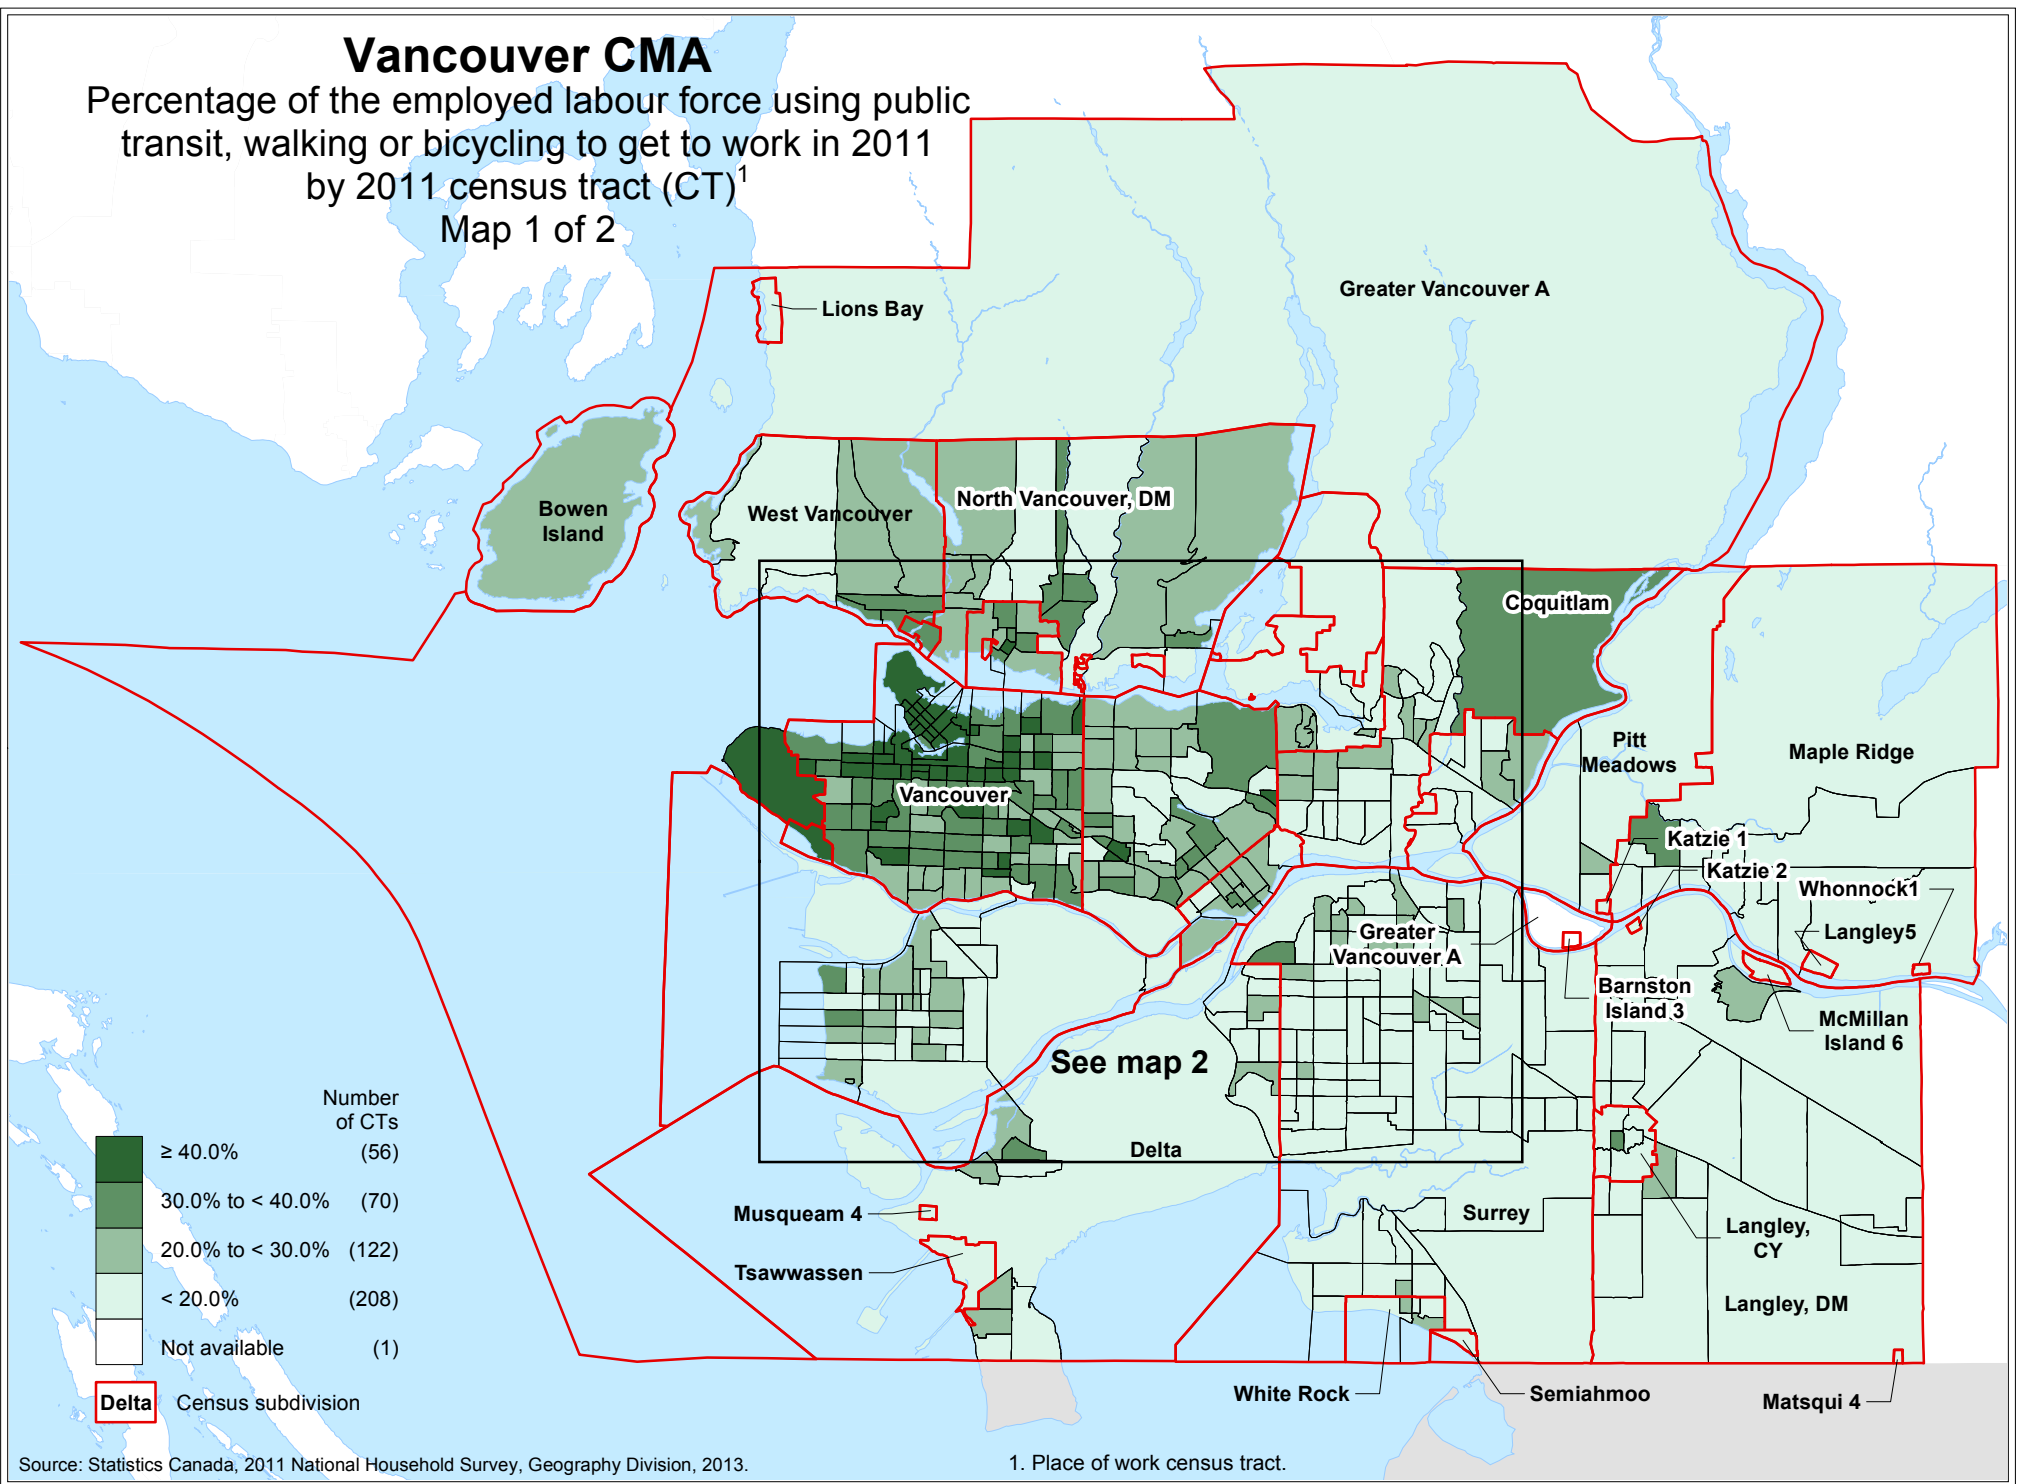 Vancouver CMA
Percentage of the employed labour force using public
transit, walking or bicycling to get to work in 2011
by 2011 census tract (CT)1
Map 1 of 2
Greater Vancouver A
Lions Bay
North Vancouver, DM
Bowen
Island
West Vancouver
Coquitlam
Pitt
Meadows
Maple Ridge
Vancouver
Katzie 1
Katzie 2
Whonnock1
Greater
Vancouver A
Langley5
Barnston
Island 3
McMillan
Island 6
See map 2
Delta
Musqueam 4
Surrey
Langley,
CY
Tsawwassen
Langley, DM
White Rock
Semiahmoo
Matsqui 4
Number
of CTs
≥ 40.0% (56)
30.0% to < 40.0% (70)
20.0% to < 30.0% (122)
< 20.0% (208)
Not available (1)
Delta Census subdivision
Source: Statistics Canada, 2011 National Household Survey, Geography Division, 2013.
1. Place of work census tract.